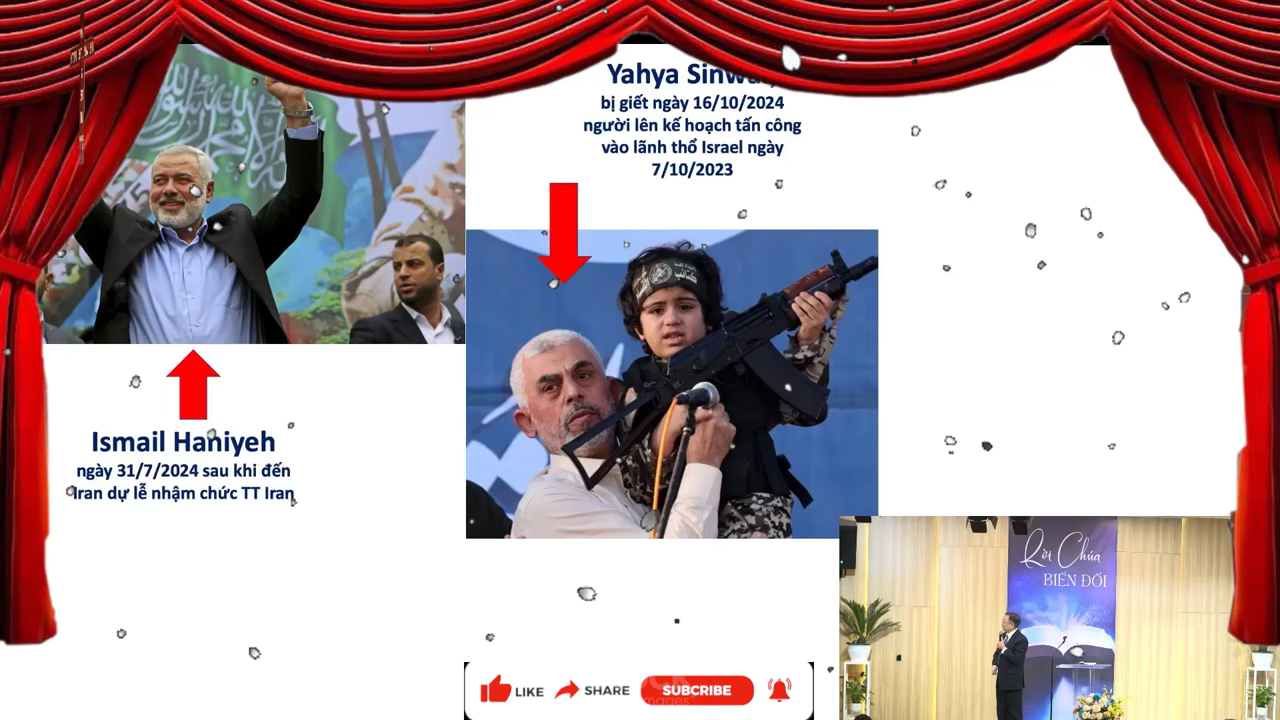 Yahya
bị giết ngày 16/10/2024
người lên kế hoạch tấn công
vào lãnh thổ Israel ngày
7/10/2023
Ismail Haniyeh
ngày 31/7/2024 sau khi đến
Iran dự lễ nhậm chức TT Iran
Lời Chúa
BIẾN ĐỔI
LIKE
SHARE
SUBCRIBE